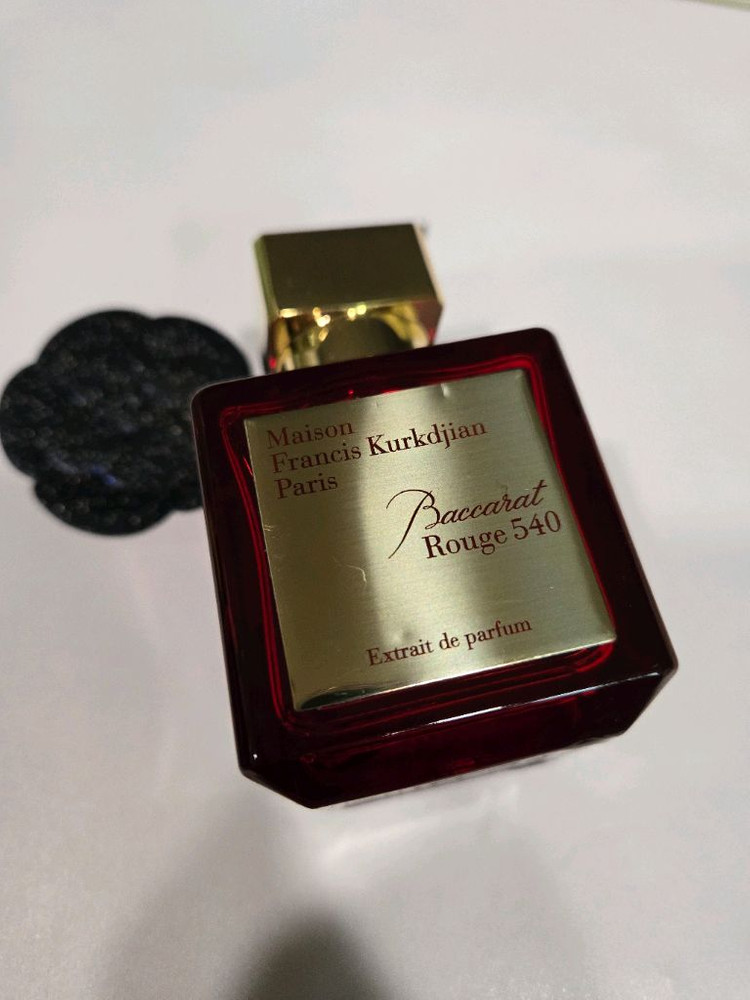 Maison
Francis Kurkdjian
Paris
Baccarat
Rouge 540
Extrait de parfum